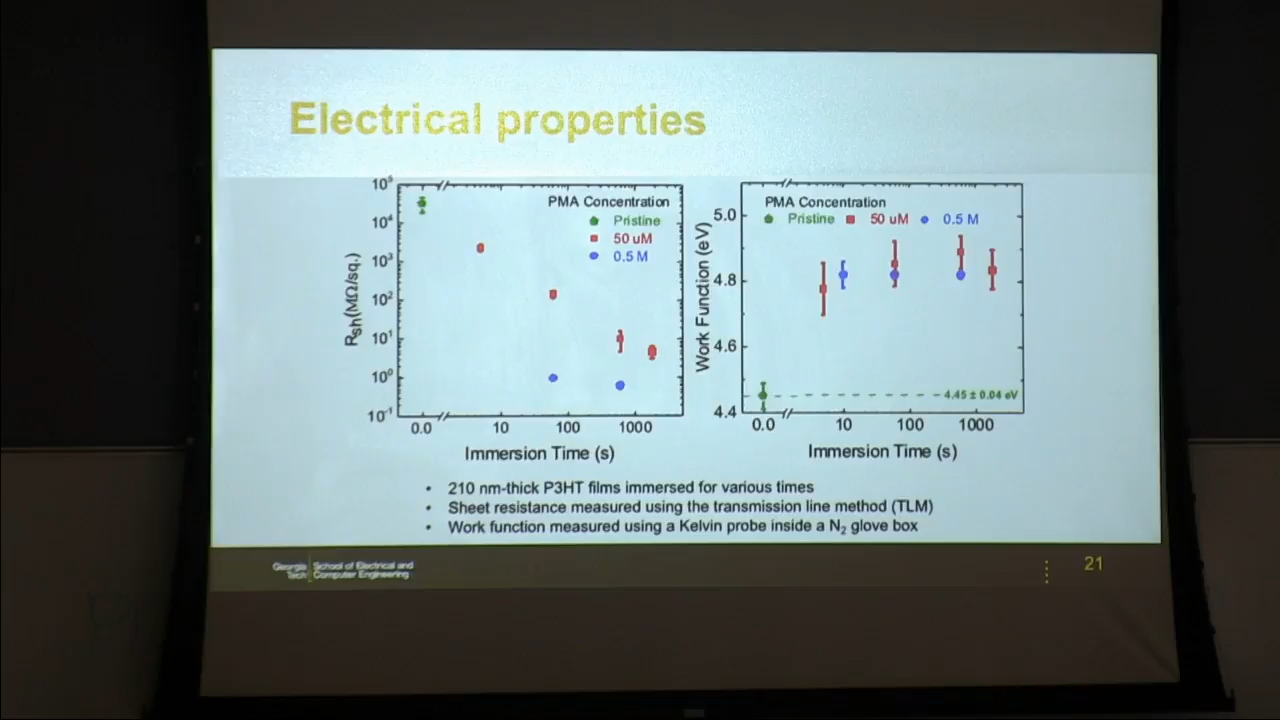 Electrical properties
10⁵
10⁴
10³
10²
10¹
10⁰
10⁻¹
Rsh(MΩ/sq.)
PMA Concentration
Pristine
50 uM
0.5 M
0.0 10 100 1000
Immersion Time (s)
5.0
4.8
4.6
4.4
Work Function (eV)
PMA Concentration
Pristine 50 uM 0.5 M
4.45 ± 0.04 eV
0.0 10 100 1000
Immersion Time (s)
• 210 nm-thick P3HT films immersed for various times
• Sheet resistance measured using the transmission line method (TLM)
• Work function measured using a Kelvin probe inside a N₂ glove box
Georgia Tech
School of Electrical and
Computer Engineering
21